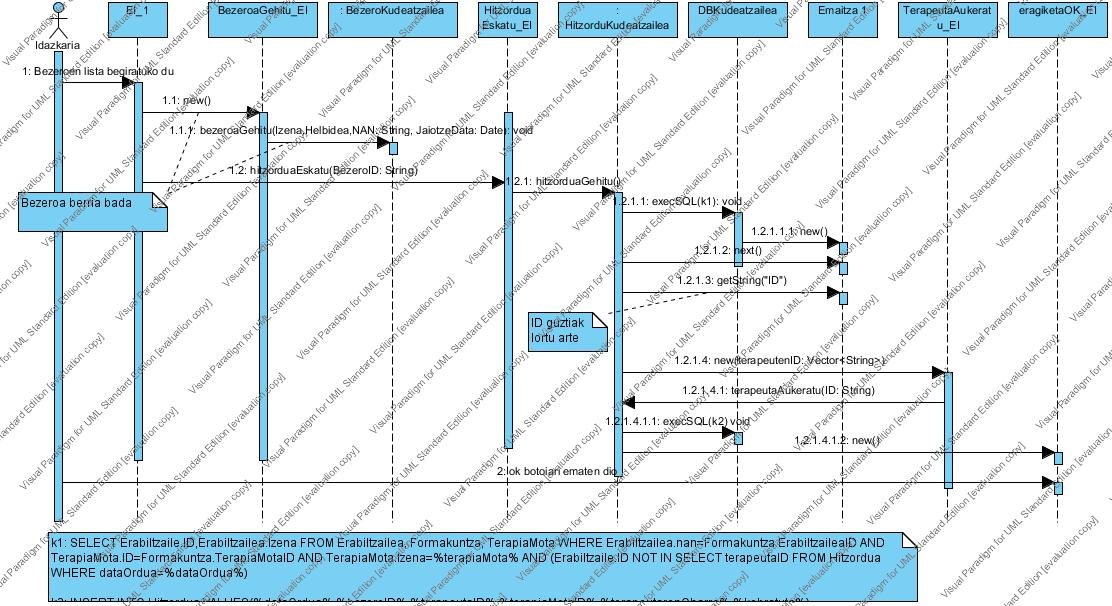 EI_1
BezeroaGehitu_EI
: BezeroKudeatzailea
Hitzordua
Eskatu_EI
:
HitzorduKudeatzailea
DBKudeatzailea
Emaitza 1
TerapeutaAukerat
u_EI
eragiketaOK_EI
Idazkaria
1: Bezeroen lista begiratuko du
1.1: new()
1.1.1: bezeroaGehitu(Izena,Helbidea,NAN: String, JaiotzeData: Date): void
1.2: hitzorduaEskatu(BezeroID: String)
1.2.1: hitzorduaGehitu()
Bezeroa berria bada
1.2.1.1: execSQL(k1): void
1.2.1.1.1: new()
1.2.1.2: next()
1.2.1.3: getString("ID")
ID guztiak
lortu arte
1.2.1.4: new(terapeutenID: Vector<String>)
1.2.1.4.1: terapeutaAukeratu(ID: String)
1.2.1.4.1.1: execSQL(k2) void
1.2.1.4.1.2: new()
2: ok botoian ematen dio
k1: SELECT Erabiltzaile.ID,Erabiltzailea.Izena FROM Erabiltzailea, Formakuntza, TerapiaMota WHERE Erabiltzailea.nan=Formakuntza.ErabiltzaileaID AND
TerapiaMota.ID=Formakuntza.TerapiaMotaID AND TerapiaMota.Izena=%terapiaMota% AND (Erabiltzaile.ID NOT IN SELECT terapeutaID FROM Hitzordua
WHERE dataOrdua=%dataOrdua%)